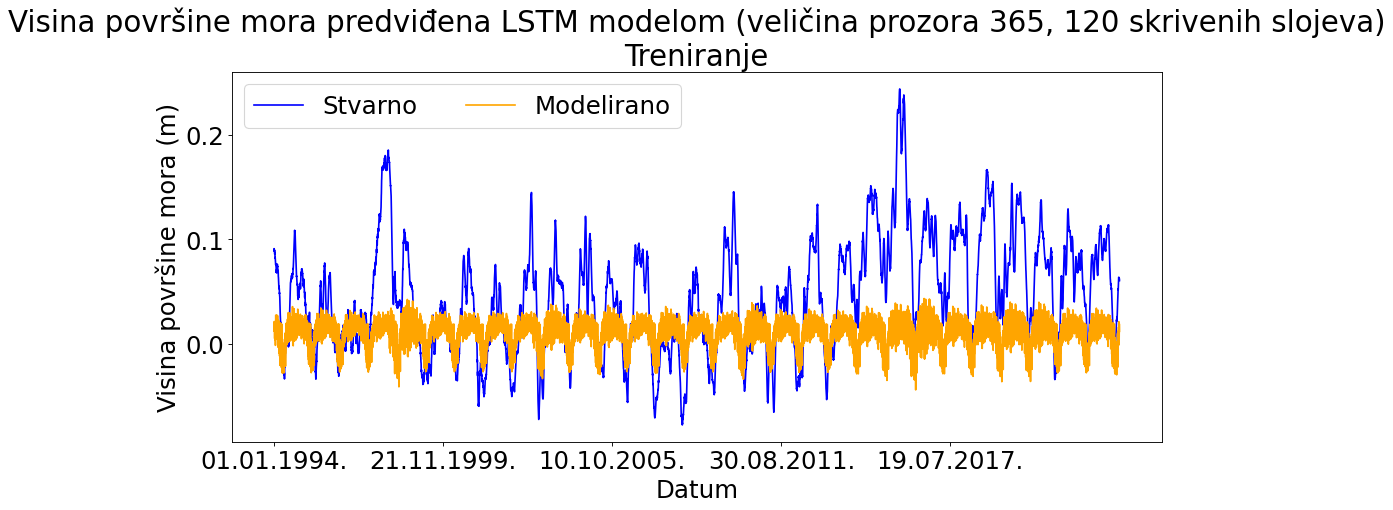 Visina površine mora predviđena LSTM modelom (veličina prozora 365, 120 skrivenih slojeva)
Treniranje
Stvarno Modelirano
Visina površine mora (m)
0.2
0.1
0.0
01.01.1994. 21.11.1999. 10.10.2005. 30.08.2011. 19.07.2017.
Datum